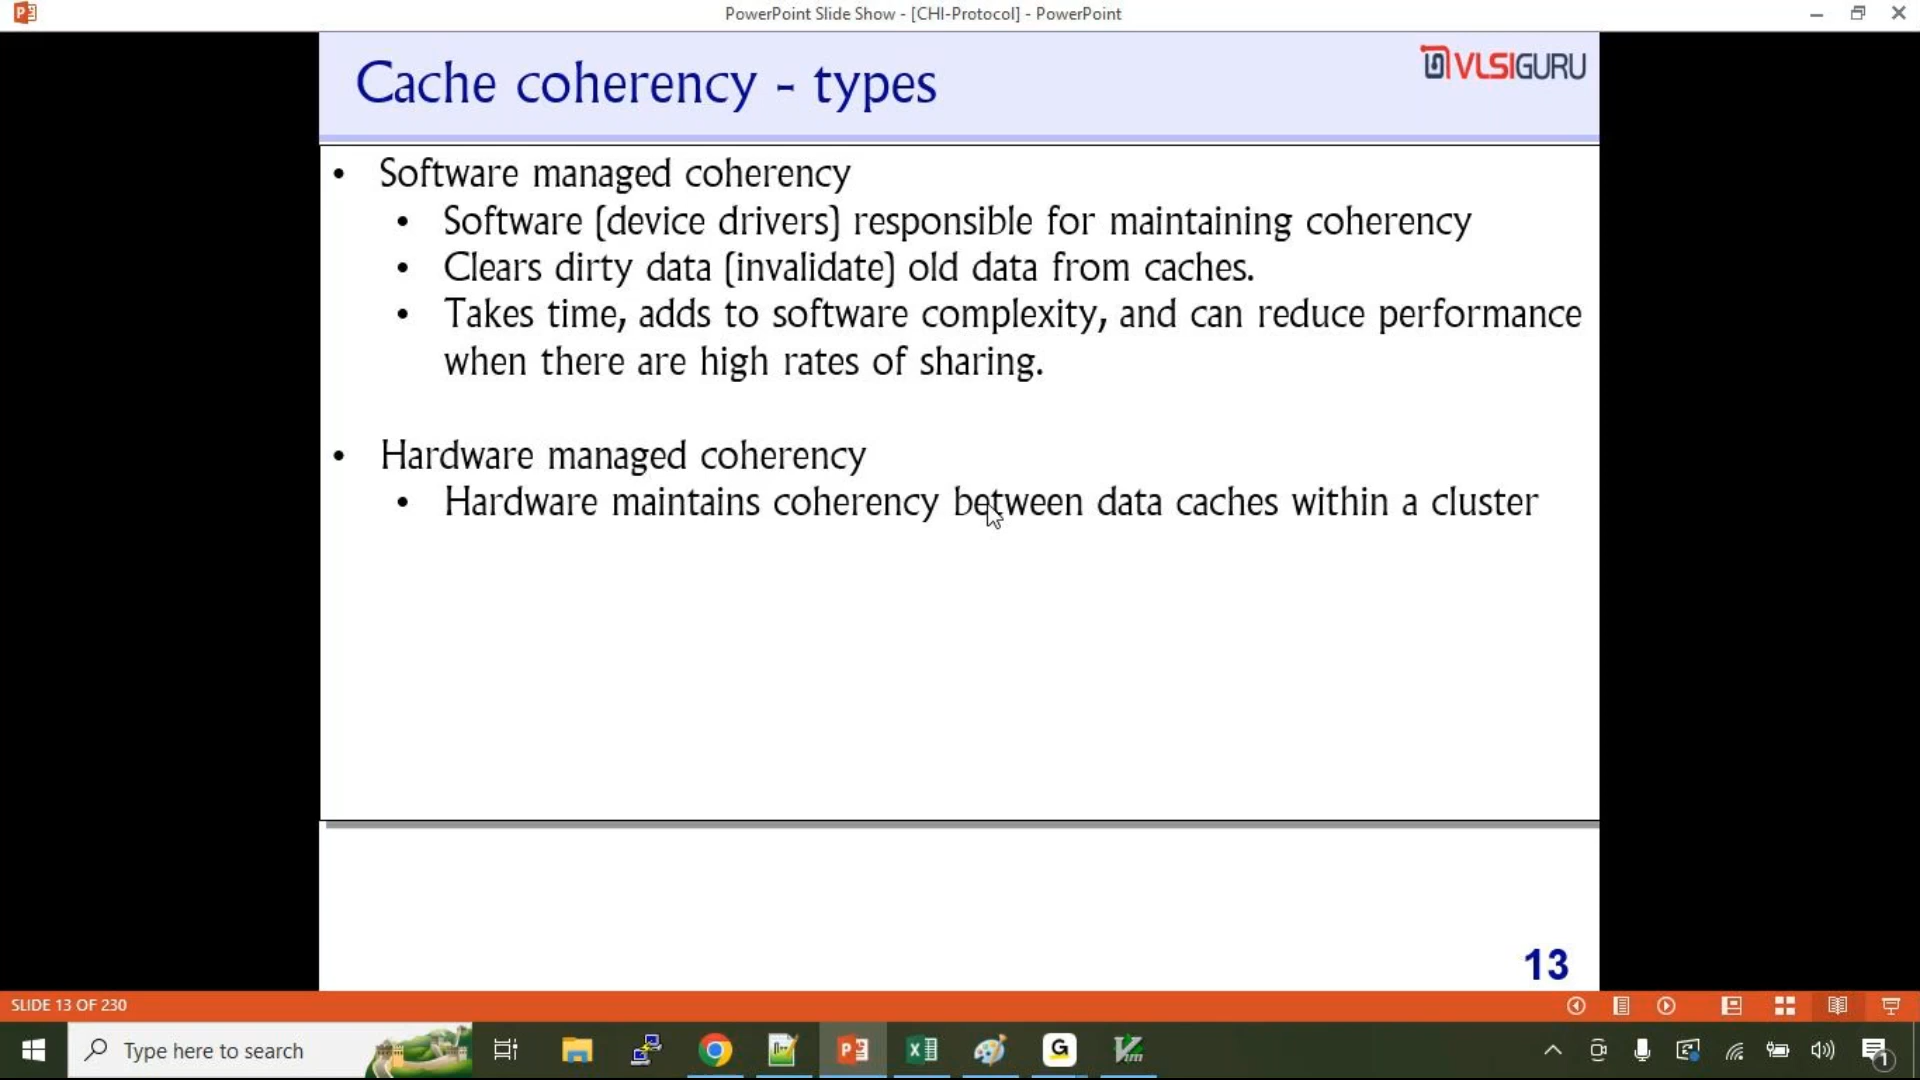 PowerPoint Slide Show - [CHI-Protocol] - PowerPoint
Cache coherency - types
VLSIGURU
• Software managed coherency
• Software (device drivers) responsible for maintaining coherency
• Clears dirty data (invalidate) old data from caches.
• Takes time, adds to software complexity, and can reduce performance
when there are high rates of sharing.
• Hardware managed coherency
• Hardware maintains coherency between data caches within a cluster
13
SLIDE 13 OF 230
Type here to search